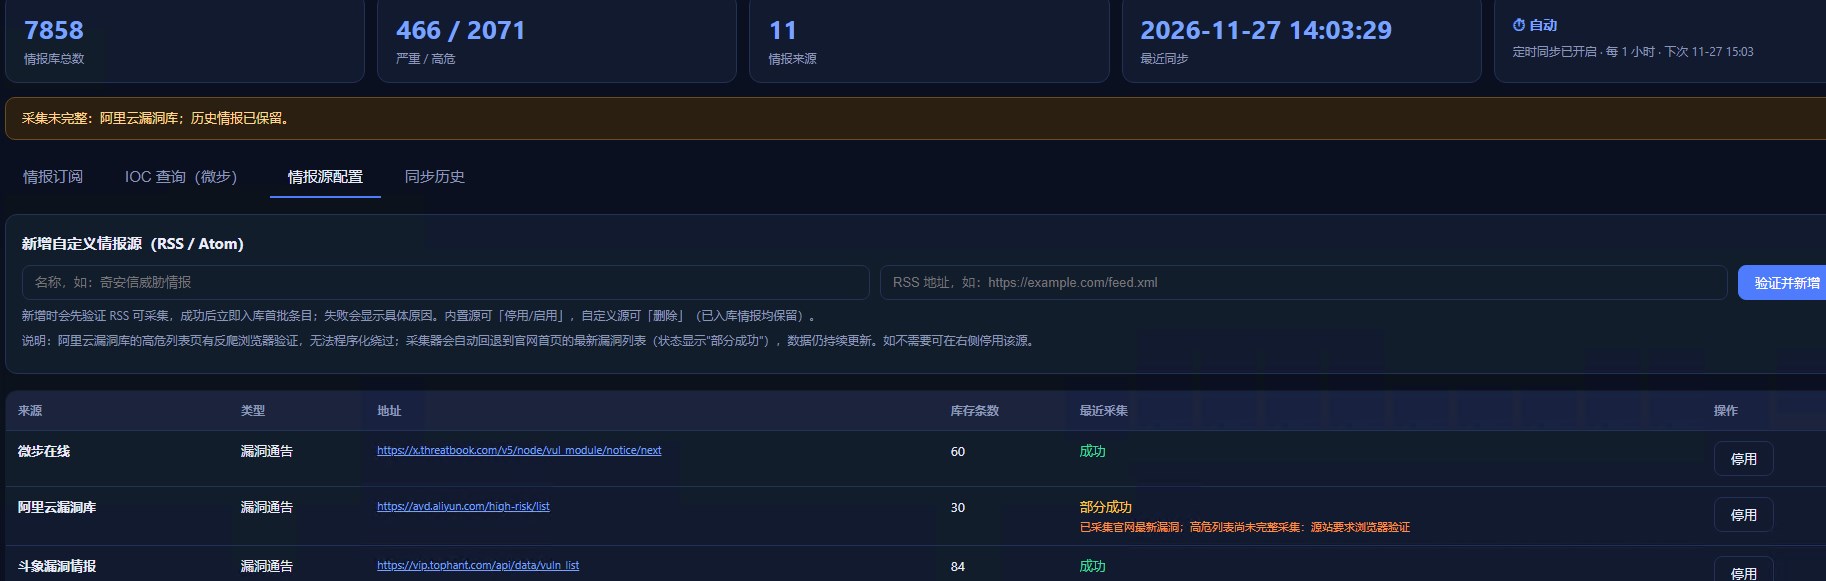 7858
情报库总数
466 / 2071
严重 / 高危
11
情报来源
2026-11-27 14:03:29
最近同步
⏱ 自动
定时同步已开启 · 每 1 小时 · 下次 11-27 15:03
采集未完整：阿里云漏洞库；历史情报已保留。
情报订阅 IOC 查询（微步） 情报源配置 同步历史
新增自定义情报源（RSS / Atom）
名称，如：奇安信威胁情报 RSS 地址，如：https://example.com/feed.xml 验证并新增
新增时会先验证 RSS 可采集，成功后立即入库首批条目；失败会显示具体原因。内置源可「停用/启用」，自定义源可「删除」（已入库情报均保留）。
说明：阿里云漏洞库的高危列表页有反爬浏览器验证，无法程序化绕过；采集器会自动回退到官网首页的最新漏洞列表（状态显示"部分成功"），数据仍持续更新。如不需要可在右侧停用该源。
来源 类型 地址 库存条数 最近采集 操作
微步在线 漏洞通告 https://x.threatbook.com/v5/node/vul_module/notice/next 60 成功 停用
阿里云漏洞库 漏洞通告 https://avd.aliyun.com/high-risk/list 30 部分成功 停用
已采集官网最新漏洞；高危列表尚未完整采集：源站要求浏览器验证
斗象漏洞情报 漏洞通告 https://vip.tophant.com/api/data/vuln_list 84 成功 停用